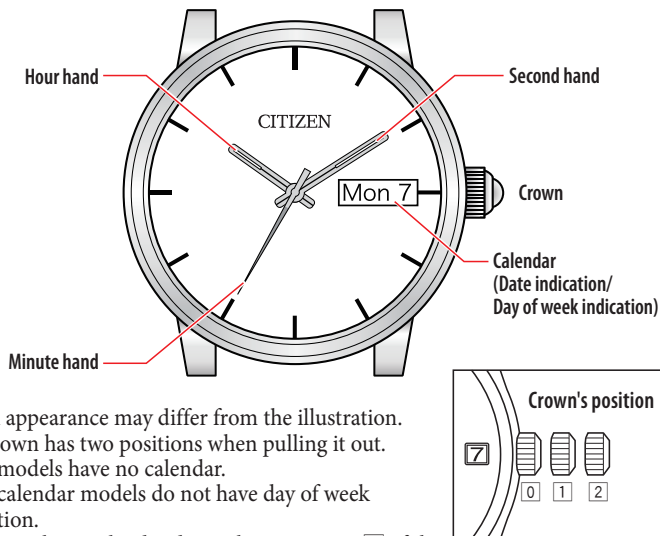 Hour hand
Second hand
CITIZEN
Mon 7
Crown
Calendar
(Date indication/
Day of week indication)
Minute hand
appearance may differ from the illustration.
own has two positions when pulling it out.
models have no calendar.
calendar models do not have day of week
tion.
Crown's position
7
0 1 2